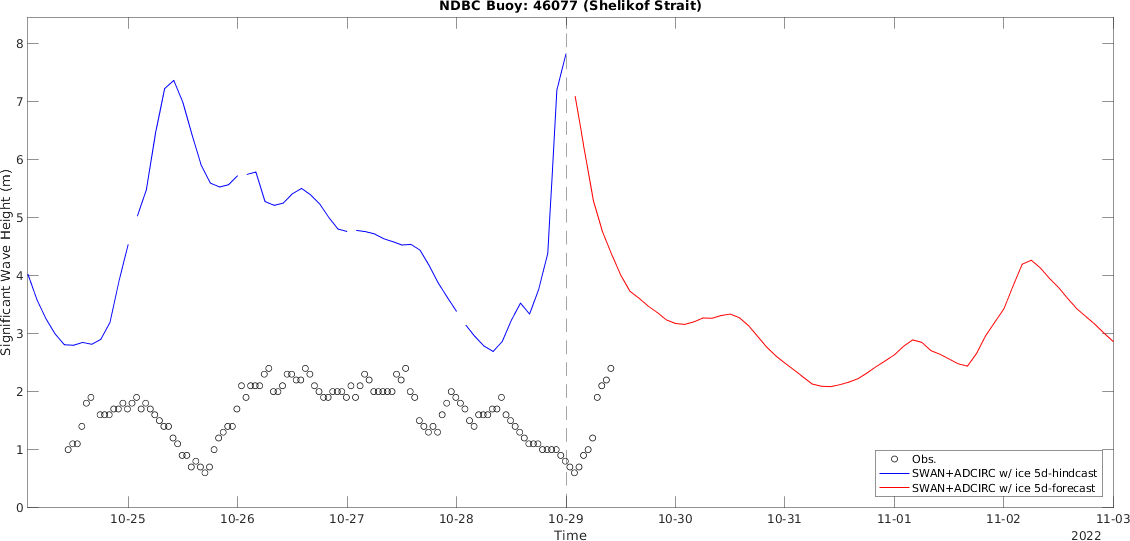 NDBC Buoy: 46077 (Shelikof Strait)
Significant Wave Height (m)
8
7
6
5
4
3
2
1
0
Obs.
SWAN+ADCIRC w/ ice 5d-hindcast
SWAN+ADCIRC w/ ice 5d-forecast
10-25 10-26 10-27 10-28 10-29 10-30 10-31 11-01 11-02 11-03
Time 2022